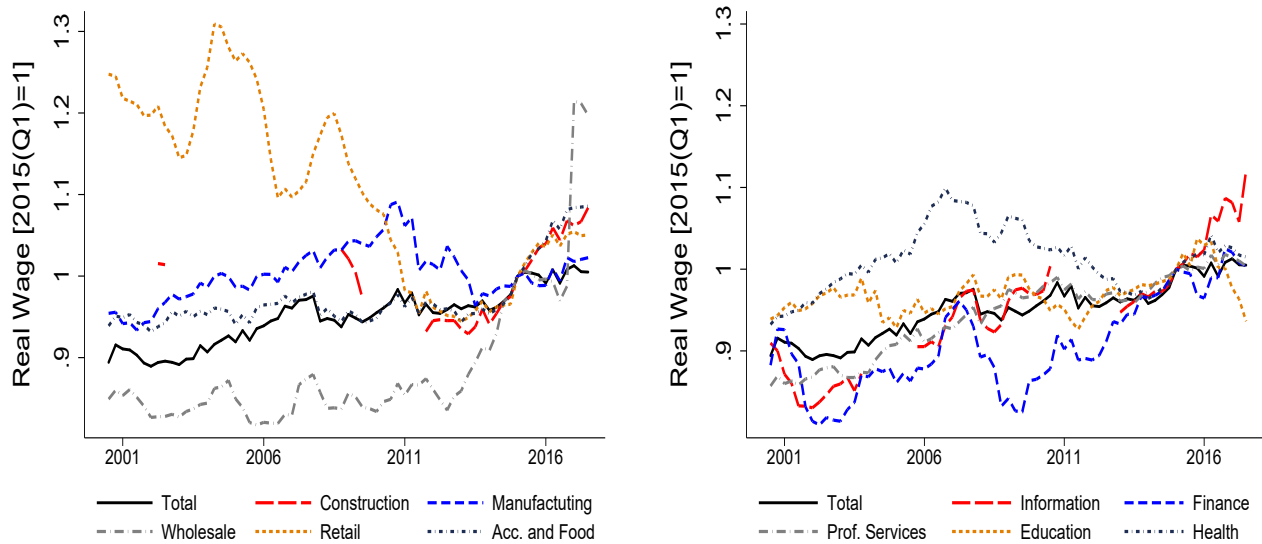 Real Wage [2015(Q1)=1]
1.3
1.2
1.1
1
.9
2001 2006 2011 2016
Total Construction Manufactuting
Wholesale Retail Acc. and Food
Real Wage [2015(Q1)=1]
1.3
1.2
1.1
1
.9
2001 2006 2011 2016
Total Information Finance
Prof. Services Education Health